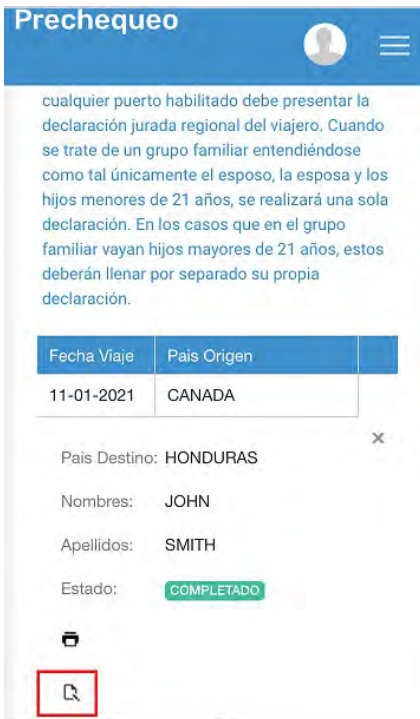 Prechequeo
cualquier puerto habilitado debe presentar la
declaración jurada regional del viajero. Cuando
se trate de un grupo familiar entendiéndose
como tal únicamente el esposo, la esposa y los
hijos menores de 21 años, se realizará una sola
declaración. En los casos que en el grupo
familiar vayan hijos mayores de 21 años, estos
deberán llenar por separado su propia
declaración.
Fecha Viaje Pais Origen
11-01-2021 CANADA
Pais Destino: HONDURAS
Nombres: JOHN
Apellidos: SMITH
Estado: COMPLETADO